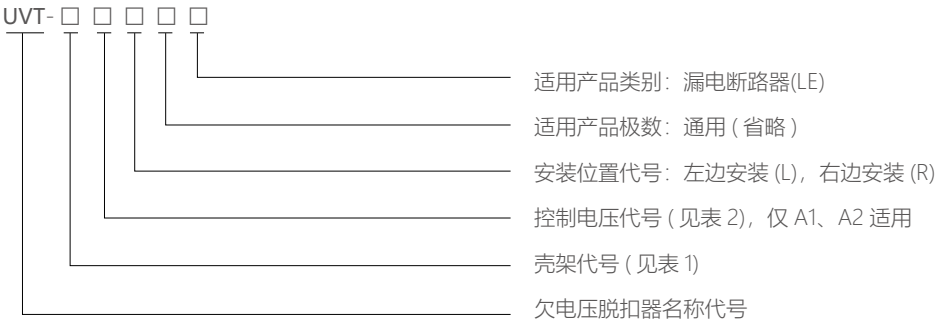 UVT-□ □ □ □ □
适用产品类别：漏电断路器(LE)
适用产品极数：通用 ( 省略 )
安装位置代号：左边安装 (L)，右边安装 (R)
控制电压代号 ( 见表 2)，仅 A1、A2 适用
壳架代号 ( 见表 1)
欠电压脱扣器名称代号